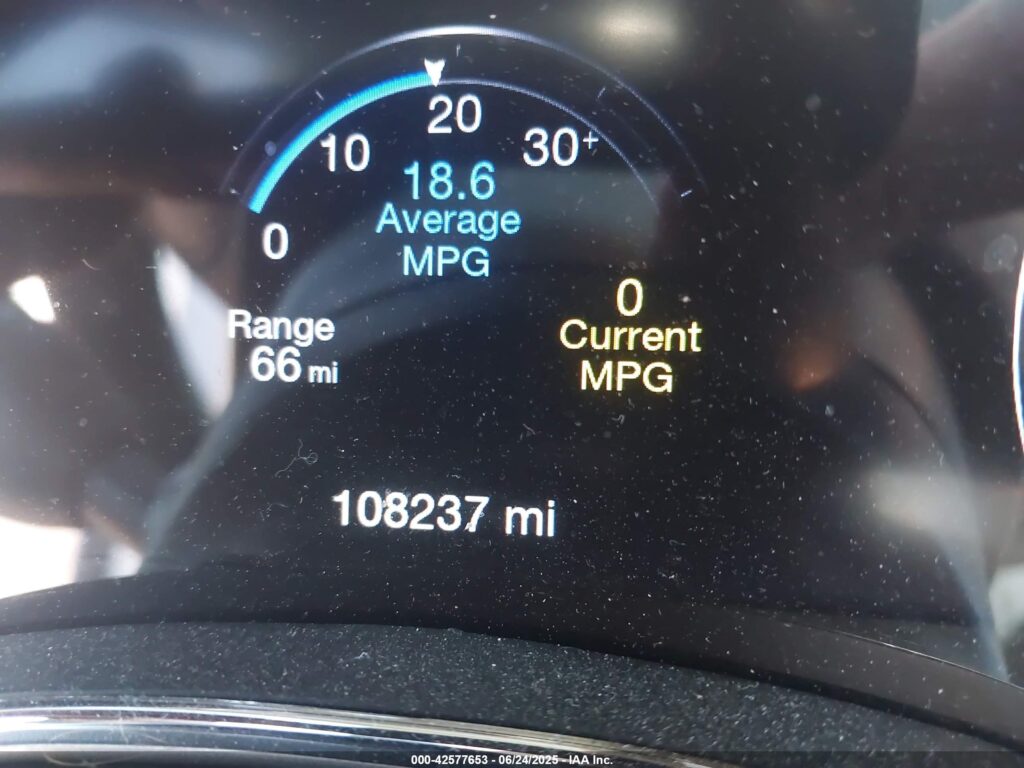 20
10
30+
18.6
Average
MPG
0
0
Current
MPG
Range
66 mi
108237 mi
000-42577653 - 06/24/2025 - IAA Inc.